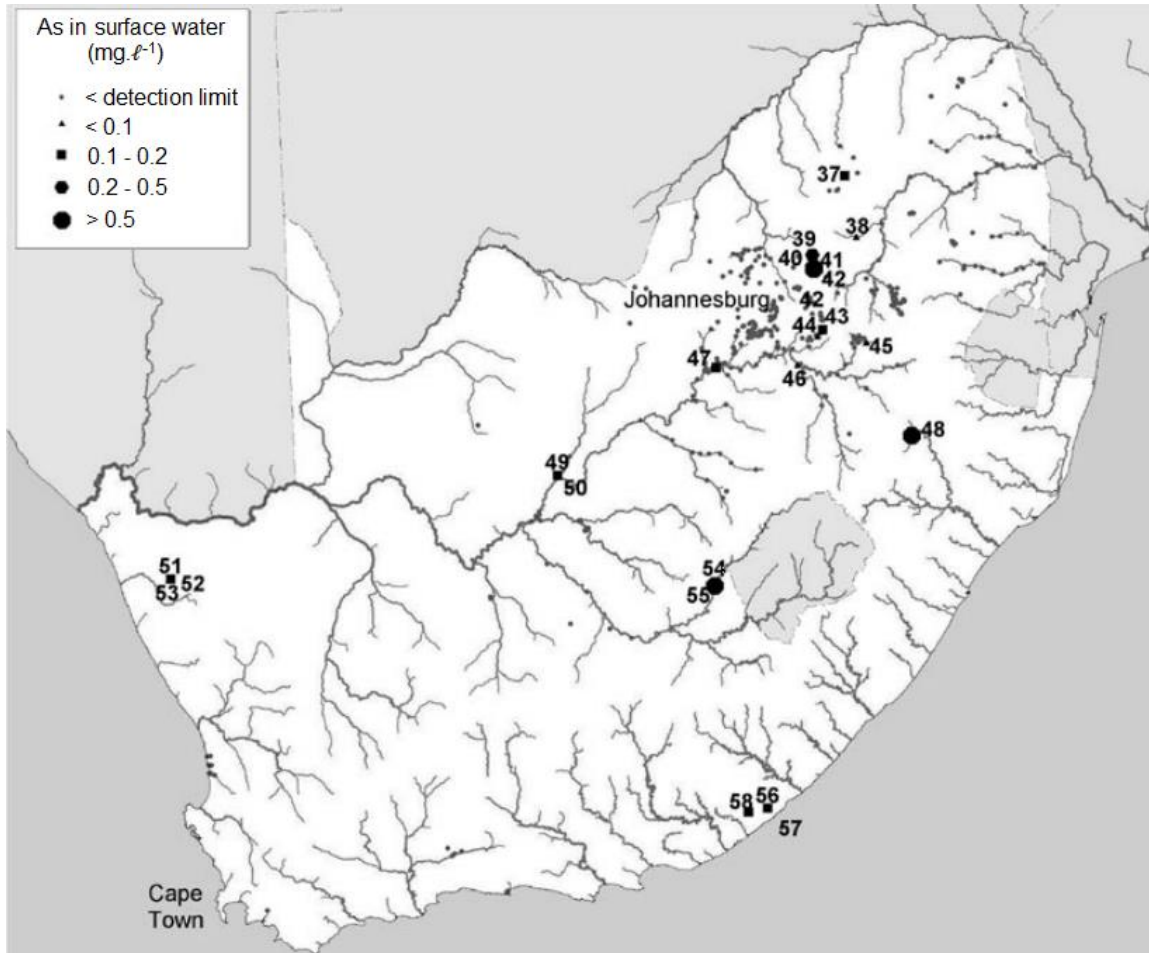 As in surface water
(mg.ℓ⁻¹)
< detection limit
< 0.1
0.1 - 0.2
0.2 - 0.5
> 0.5
37
38
39
40 41
42
Johannesburg
42
43
44
45
47
46
48
49
50
51
53 52
54
55
58 56
57
Cape
Town